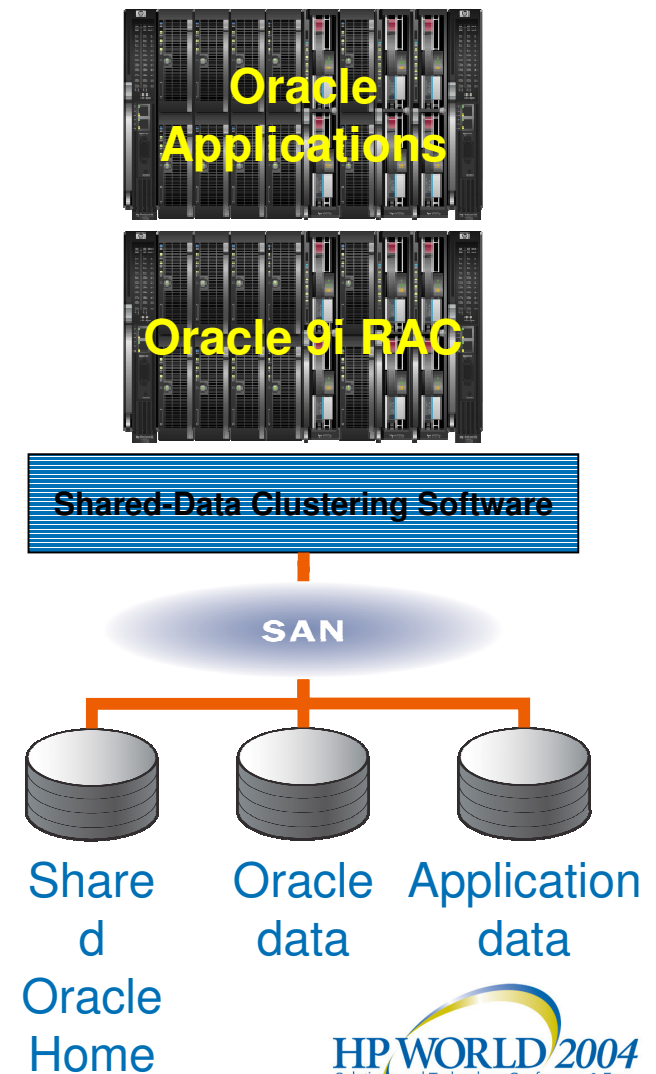 Oracle
Applications
Oracle 9i RAC
Shared-Data Clustering Software
SAN
Share
d
Oracle
Home
Oracle
data
Application
data
HP WORLD 2004